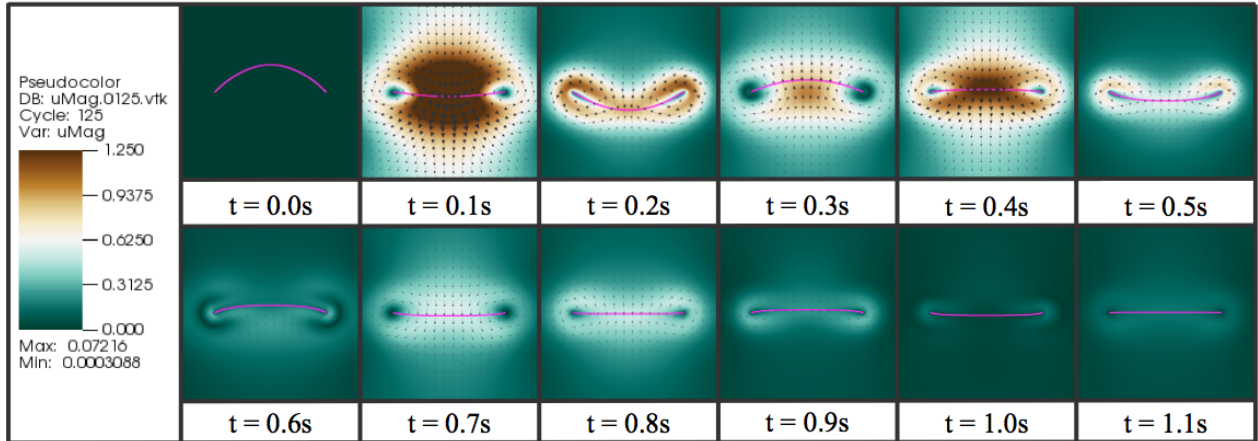 Pseudocolor
DB: uMag.0125.vtk
Cycle: 125
Var: uMag
1.250
0.9375
0.6250
0.3125
0.000
Max: 0.07216
Min: 0.0003088
t = 0.0s
t = 0.1s
t = 0.2s
t = 0.3s
t = 0.4s
t = 0.5s
t = 0.6s
t = 0.7s
t = 0.8s
t = 0.9s
t = 1.0s
t = 1.1s